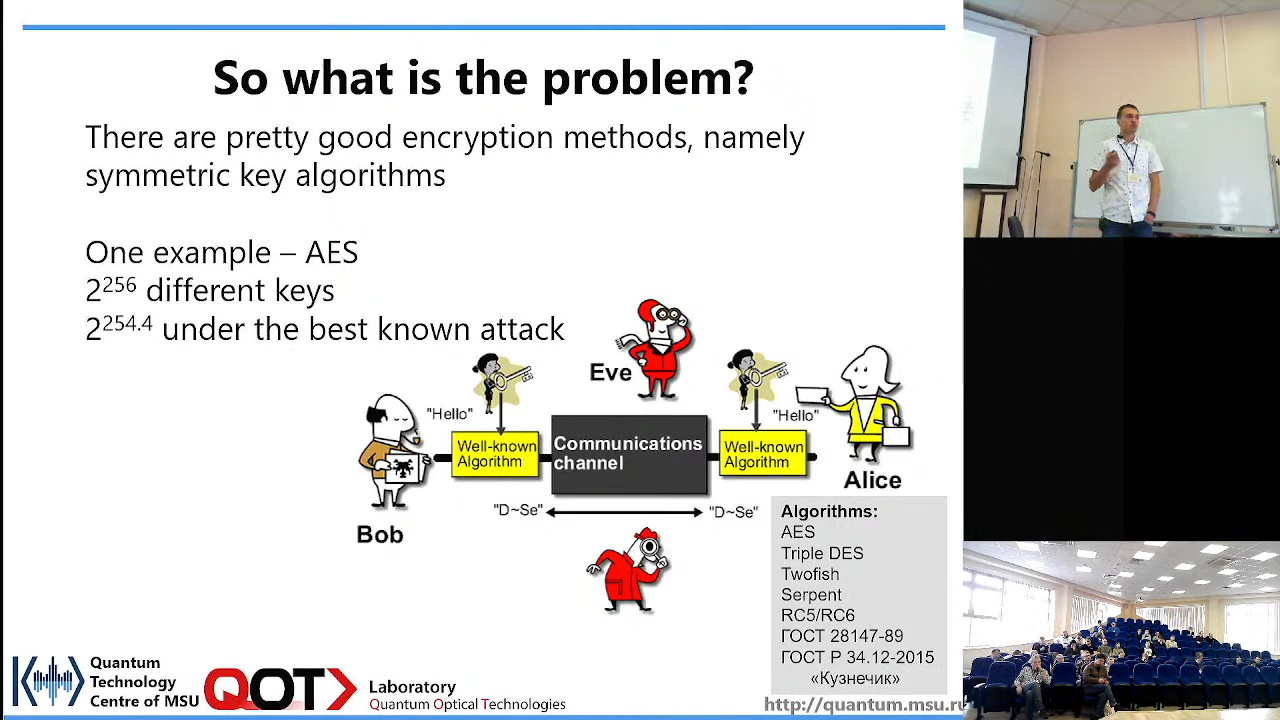 So what is the problem?
There are pretty good encryption methods, namely
symmetric key algorithms
One example – AES
2^256 different keys
2^254.4 under the best known attack
Eve
"Hello"
"Hello"
Well-known
Algorithm
Communications
channel
Well-known
Algorithm
Alice
"D~Se"
"D~Se"
Bob
Algorithms:
AES
Triple DES
Twofish
Serpent
RC5/RC6
ГОСТ 28147-89
ГОСТ Р 34.12-2015
«Кузнечик»
Quantum
Technology
Centre of MSU
QOT
Laboratory
Quantum Optical Technologies
http://quantum.msu.ru